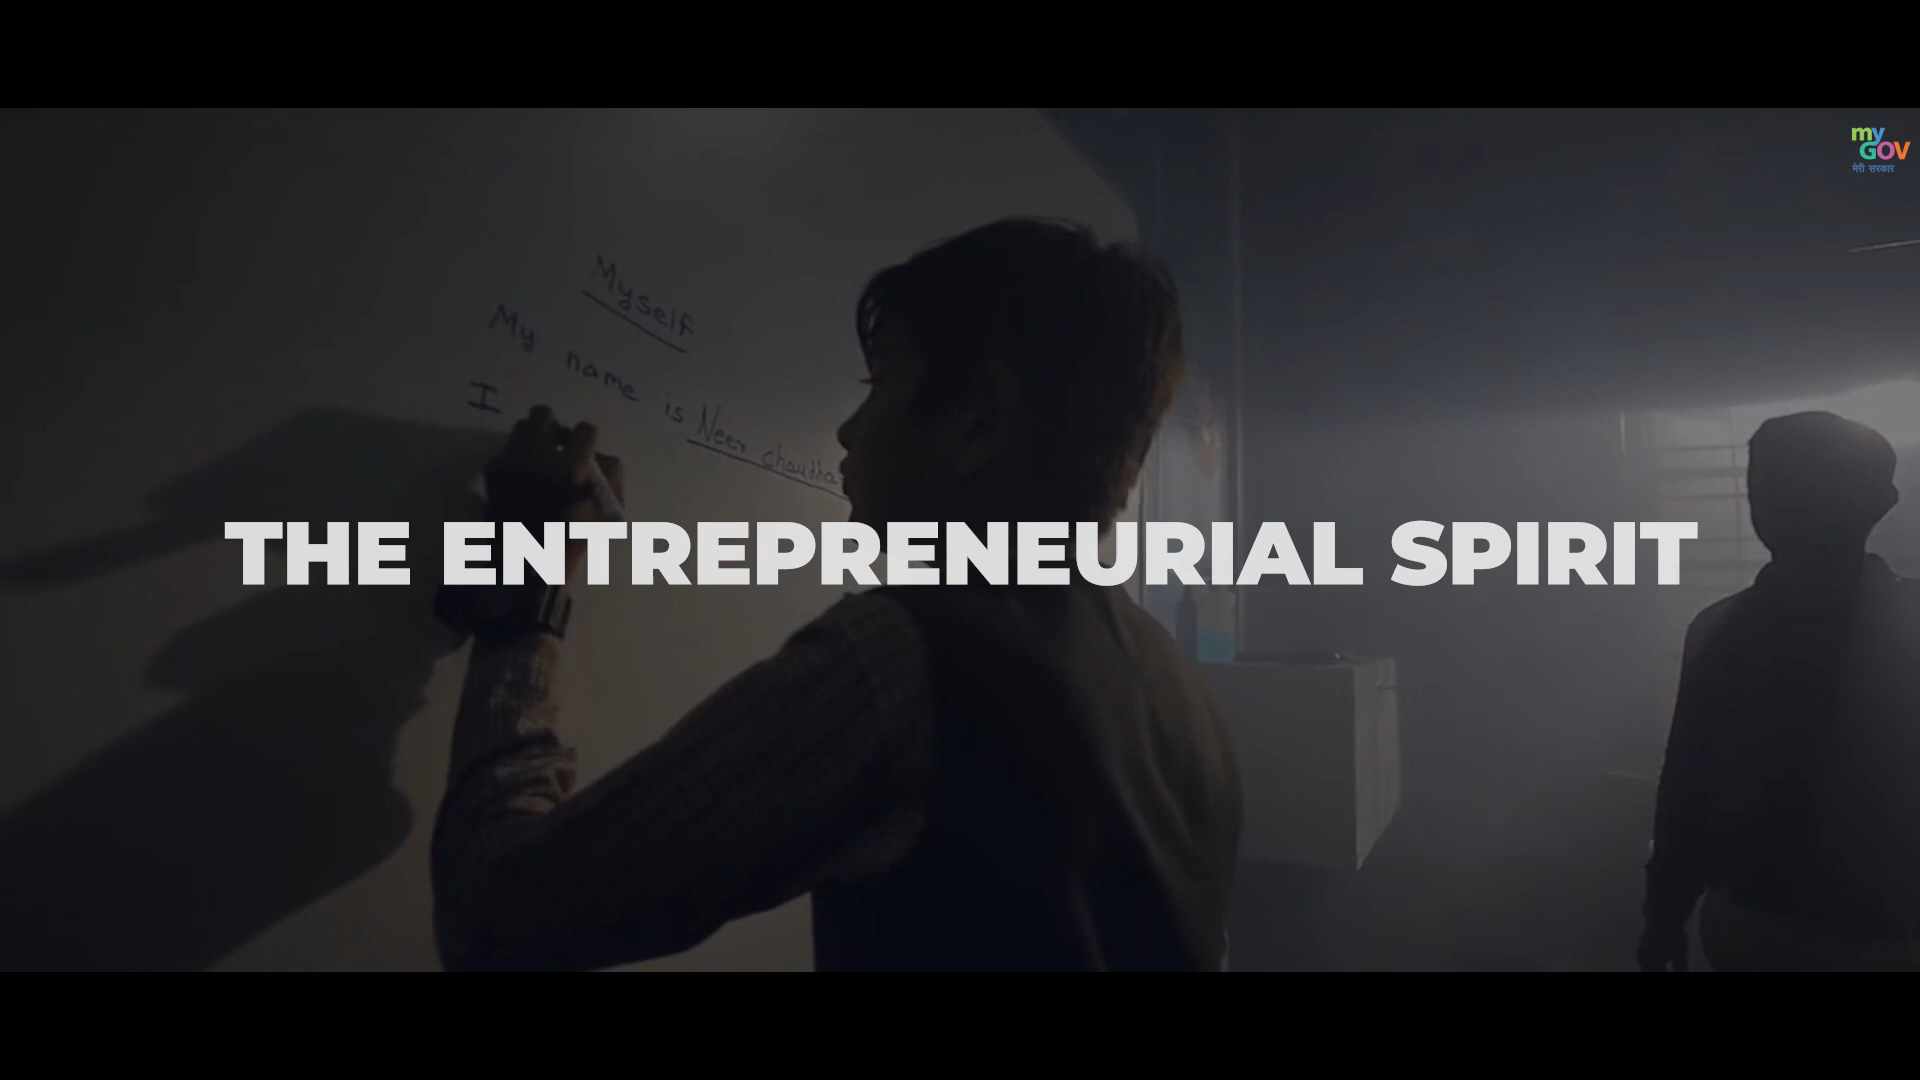 my
GOV
मेरी सरकार
Myself
My name is Neer chaudha
I
THE ENTREPRENEURIAL SPIRIT